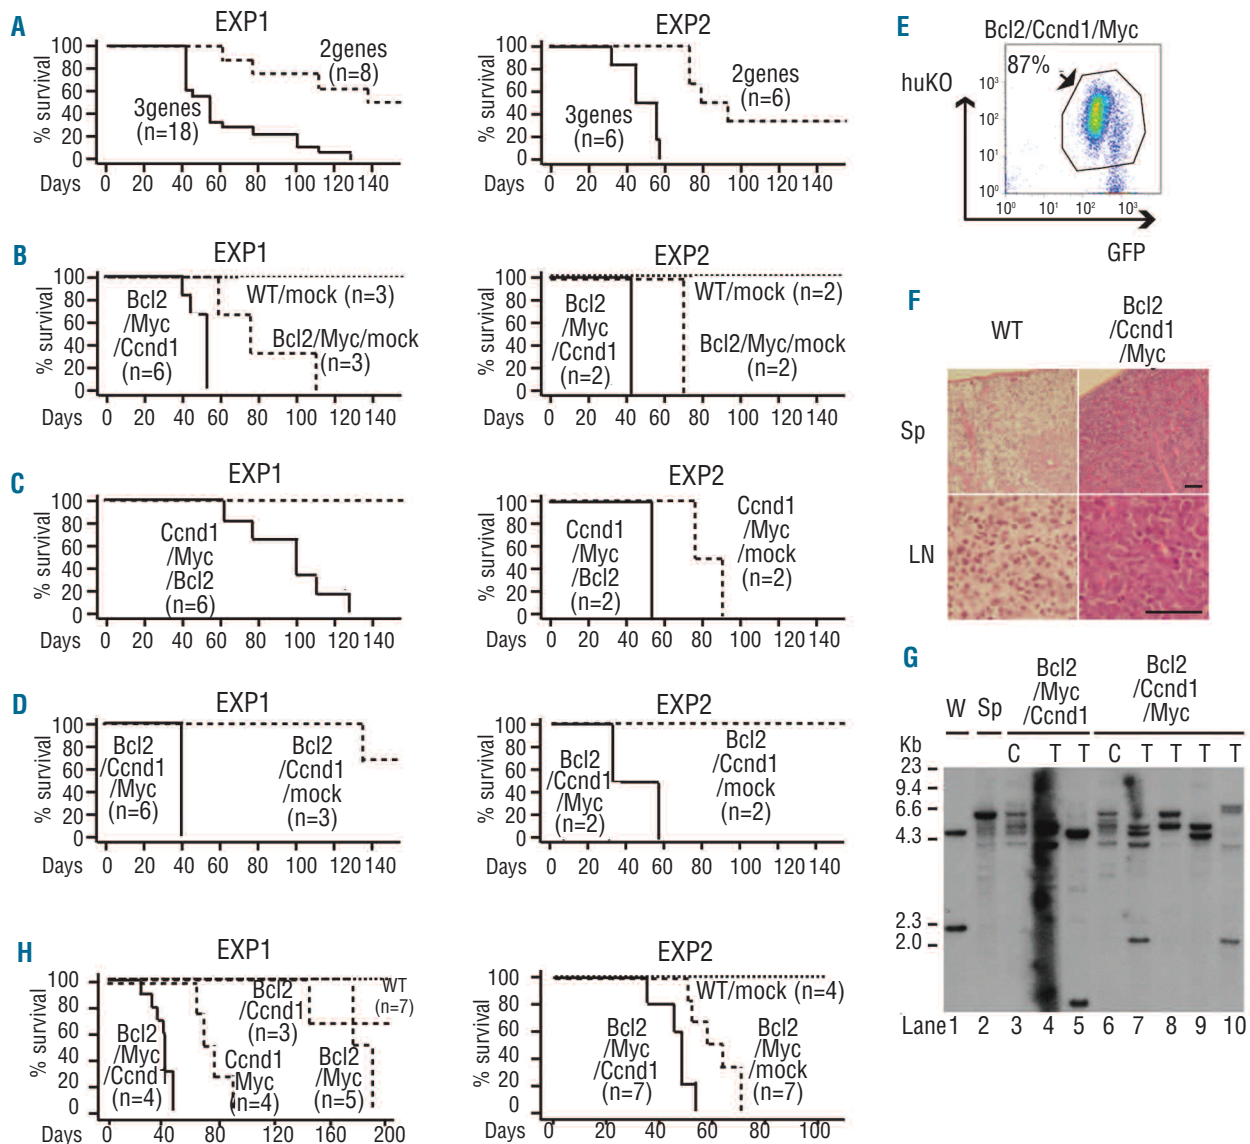 A
EXP1
% survival
100
80
60
40
20
0
2genes
(n=8)
3genes
(n=18)
Days
0 20 40 60 80 100 120 140
EXP2
% survival
100
80
60
40
20
0
2genes
(n=6)
3genes
(n=6)
Days
0 20 40 60 80 100 120 140
B
EXP1
% survival
100
80
60
40
20
0
Bcl2
/Myc
/Ccnd1
(n=6)
WT/mock (n=3)
Bcl2/Myc/mock
(n=3)
Days
0 20 40 60 80 100 120 140
EXP2
% survival
100
80
60
40
20
0
Bcl2
/Myc
/Ccnd1
(n=2)
WT/mock (n=2)
Bcl2/Myc/mock
(n=2)
Days
0 20 40 60 80 100 120 140
C
EXP1
% survival
100
80
60
40
20
0
Ccnd1
/Myc
/Bcl2
(n=6)
Days
0 20 40 60 80 100 120 140
EXP2
% survival
100
80
60
40
20
0
Ccnd1
/Myc
/Bcl2
(n=2)
Ccnd1
/Myc
/mock
(n=2)
Days
0 20 40 60 80 100 120 140
D
EXP1
% survival
100
80
60
40
20
0
Bcl2
/Ccnd1
/Myc
(n=6)
Bcl2
/Ccnd1
/mock
(n=3)
Days
0 20 40 60 80 100 120 140
EXP2
% survival
100
80
60
40
20
0
Bcl2
/Ccnd1
/Myc
(n=2)
Bcl2
/Ccnd1
/mock
(n=2)
Days
0 20 40 60 80 100 120 140
E
Bcl2/Ccnd1/Myc
87%
huKO
10³
10²
10¹
10⁰
10⁰ 10¹ 10² 10³
GFP
F
WT
Bcl2
/Ccnd1
/Myc
Sp
LN
G
W
Sp
Bcl2
/Myc
/Ccnd1
Bcl2
/Ccnd1
/Myc
C T T C T T T T
Kb
23
9.4
6.6
4.3
2.3
2.0
Lane1 2 3 4 5 6 7 8 9 10
H
EXP1
% survival
100
80
60
40
20
0
Bcl2
/Myc
/Ccnd1
(n=4)
Ccnd1
Myc
(n=4)
Bcl2
/Ccnd1
(n=3)
Bcl2
/Myc
(n=5)
WT
(n=7)
Days
0 40 80 120 160 200
EXP2
% survival
100
80
60
40
20
0
Bcl2
/Myc
/Ccnd1
(n=7)
WT/mock (n=4)
Bcl2
/Myc
/mock
(n=7)
Days
0 20 40 60 80 100